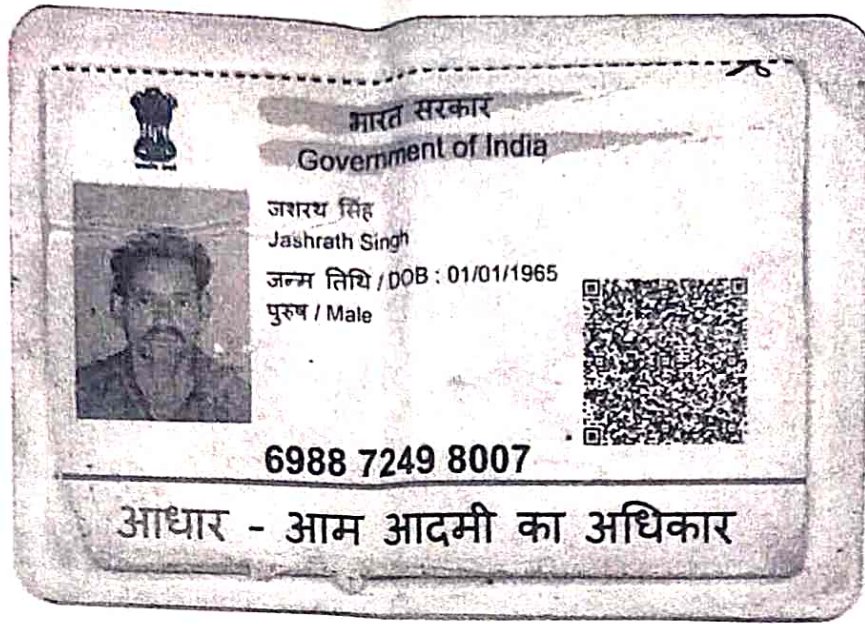 भारत सरकार
Government of India
जशरथ सिंह
Jashrath Singh
जन्म तिथि / DOB : 01/01/1965
पुरुष / Male
6988 7249 8007
आधार - आम आदमी का अधिकार